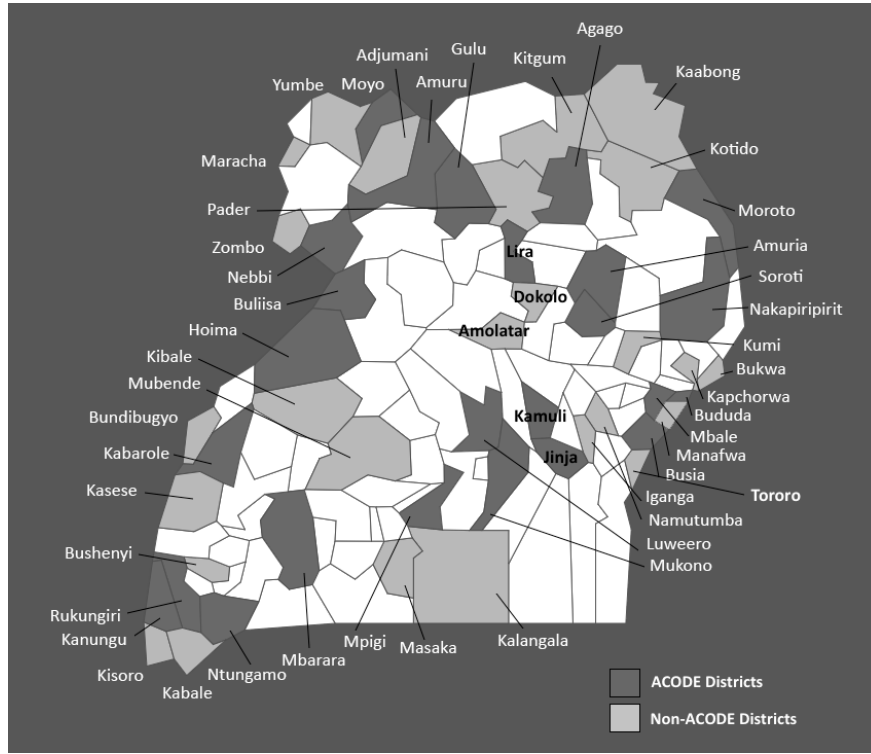 Agago
Gulu
Kitgum
Adjumani
Kaabong
Yumbe
Moyo
Amuru
Kotido
Maracha
Pader
Moroto
Zombo
Lira
Amuria
Nebbi
Soroti
Buliisa
Dokolo
Nakapiripirit
Hoima
Amolatar
Kumi
Kibale
Bukwa
Mubende
Kapchorwa
Bundibugyo
Kamuli
Bududa
Mbale
Kabarole
Jinja
Manafwa
Busia
Kasese
Iganga
Tororo
Namutumba
Bushenyi
Luweero
Mukono
Rukungiri
Kanungu
Mpigi
Masaka
Kalangala
Kisoro
Ntungamo
Mbarara
Kabale
ACODE Districts
Non-ACODE Districts